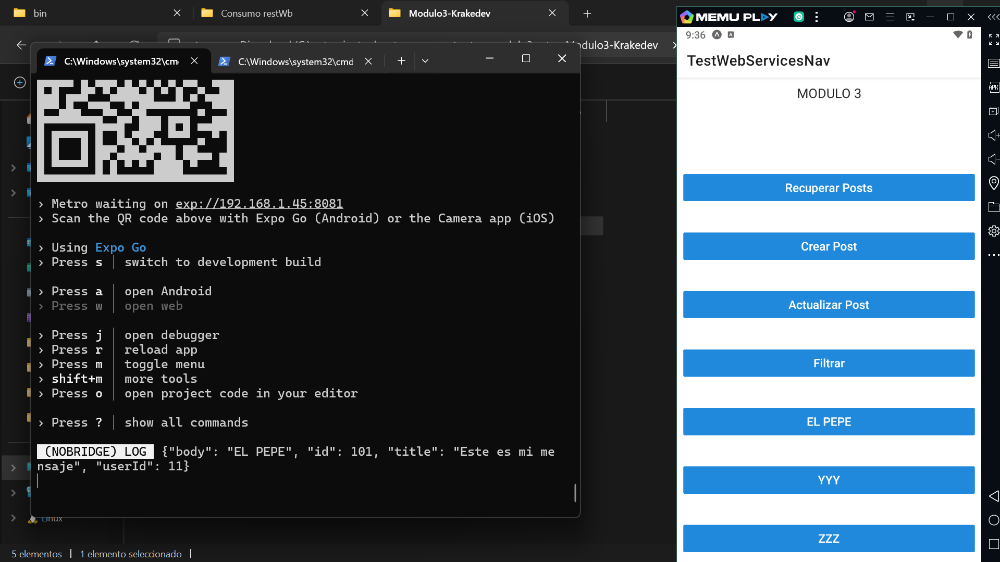 bin
Consumo restWb
Modulo3-Krakedev
dulo3-Krakedev
C:\Windows\system32\cm
C:\Windows\system32\cmd
› Metro waiting on exp://192.168.1.45:8081
› Scan the QR code above with Expo Go (Android) or the Camera app (iOS)
› Using Expo Go
› Press s │ switch to development build
› Press a │ open Android
› Press w │ open web
› Press j │ open debugger
› Press r │ reload app
› Press m │ toggle menu
› shift+m │ more tools
› Press o │ open project code in your editor
› Press ? │ show all commands
(NOBRIDGE) LOG {"body": "EL PEPE", "id": 101, "title": "Este es mi me
nsaje", "userId": 11}
Linux
5 elementos
1 elemento seleccionado
MEMU PLAY
9:36
TestWebServicesNav
MODULO 3
Recuperar Posts
Crear Post
Actualizar Post
Filtrar
EL PEPE
YYY
ZZZ
APK